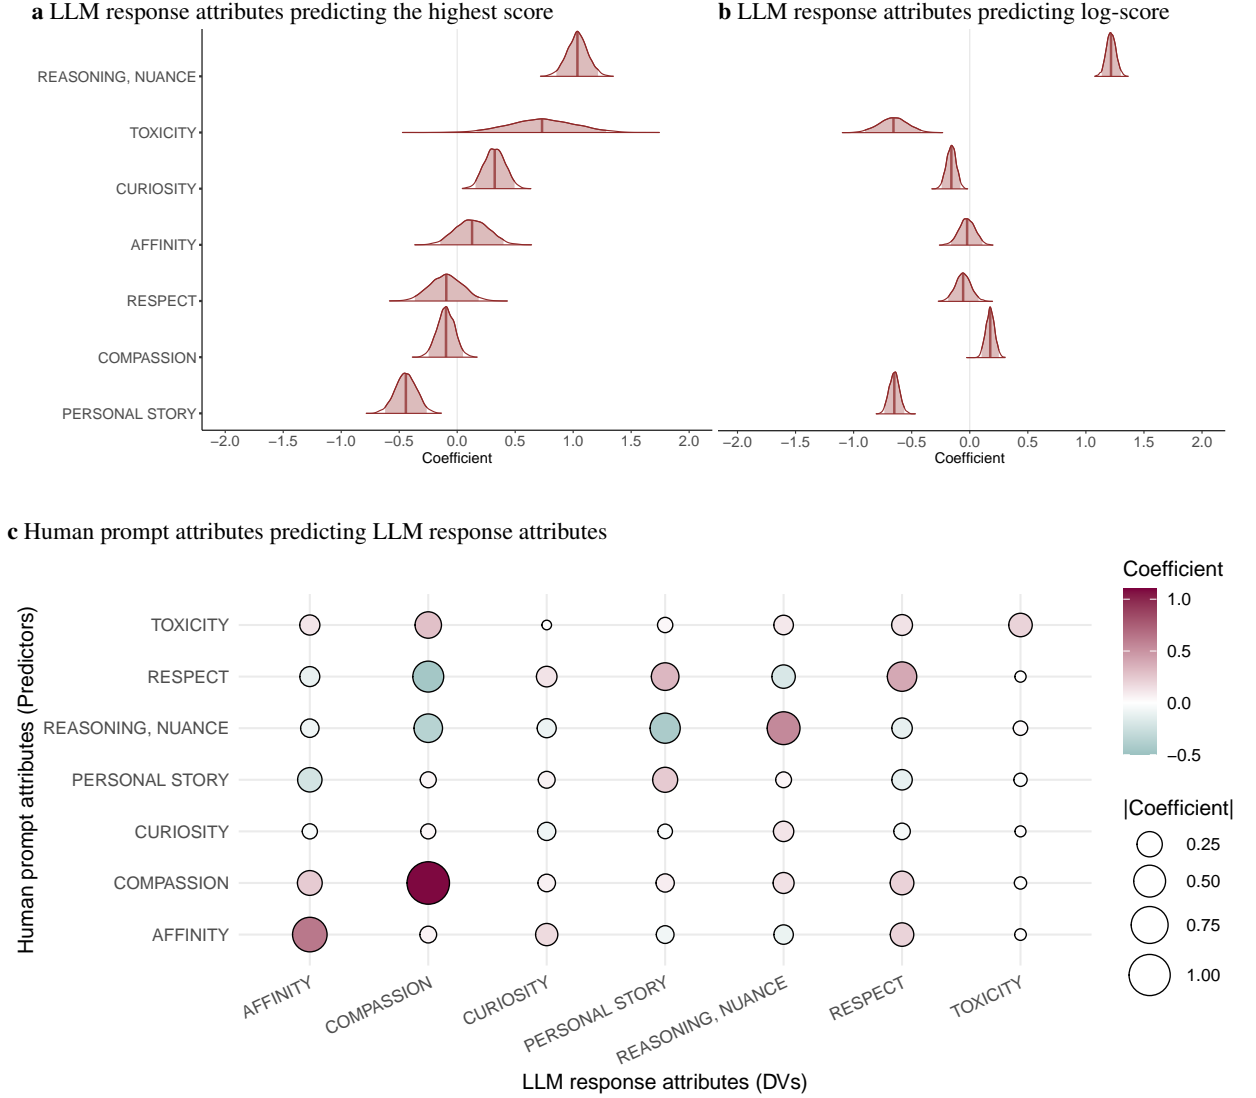 a LLM response attributes predicting the highest score
REASONING, NUANCE
TOXICITY
CURIOSITY
AFFINITY
RESPECT
COMPASSION
PERSONAL STORY
−2.0 −1.5 −1.0 −0.5 0.0 0.5 1.0 1.5 2.0
Coefficient
b LLM response attributes predicting log-score
−2.0 −1.5 −1.0 −0.5 0.0 0.5 1.0 1.5 2.0
Coefficient
c Human prompt attributes predicting LLM response attributes
Human prompt attributes (Predictors)
TOXICITY
RESPECT
REASONING, NUANCE
PERSONAL STORY
CURIOSITY
COMPASSION
AFFINITY
AFFINITY
COMPASSION
CURIOSITY
PERSONAL STORY
REASONING, NUANCE
RESPECT
TOXICITY
LLM response attributes (DVs)
Coefficient
1.0
0.5
0.0
−0.5
|Coefficient|
0.25
0.50
0.75
1.00